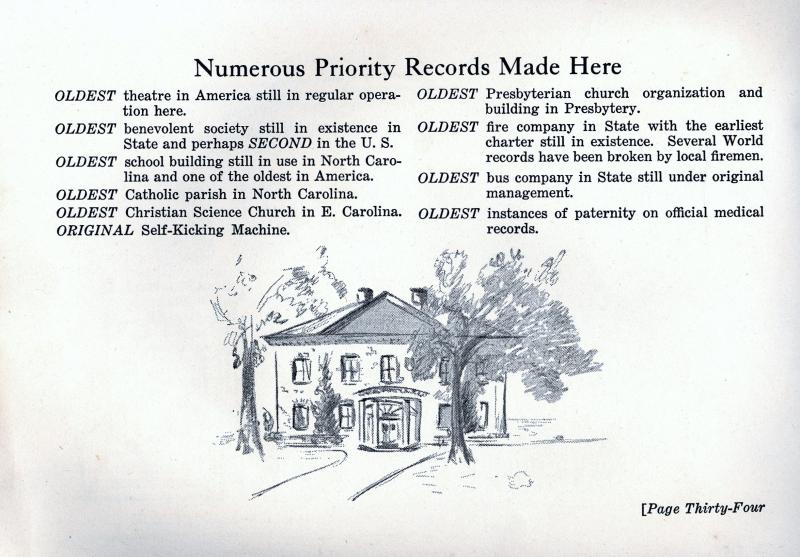 Numerous Priority Records Made Here
OLDEST theatre in America still in regular opera-
tion here.
OLDEST benevolent society still in existence in
State and perhaps SECOND in the U. S.
OLDEST school building still in use in North Caro-
lina and one of the oldest in America.
OLDEST Catholic parish in North Carolina.
OLDEST Christian Science Church in E. Carolina.
ORIGINAL Self-Kicking Machine.
OLDEST Presbyterian church organization and
building in Presbytery.
OLDEST fire company in State with the earliest
charter still in existence. Several World
records have been broken by local firemen.
OLDEST bus company in State still under original
management.
OLDEST instances of paternity on official medical
records.
[Page Thirty-Four